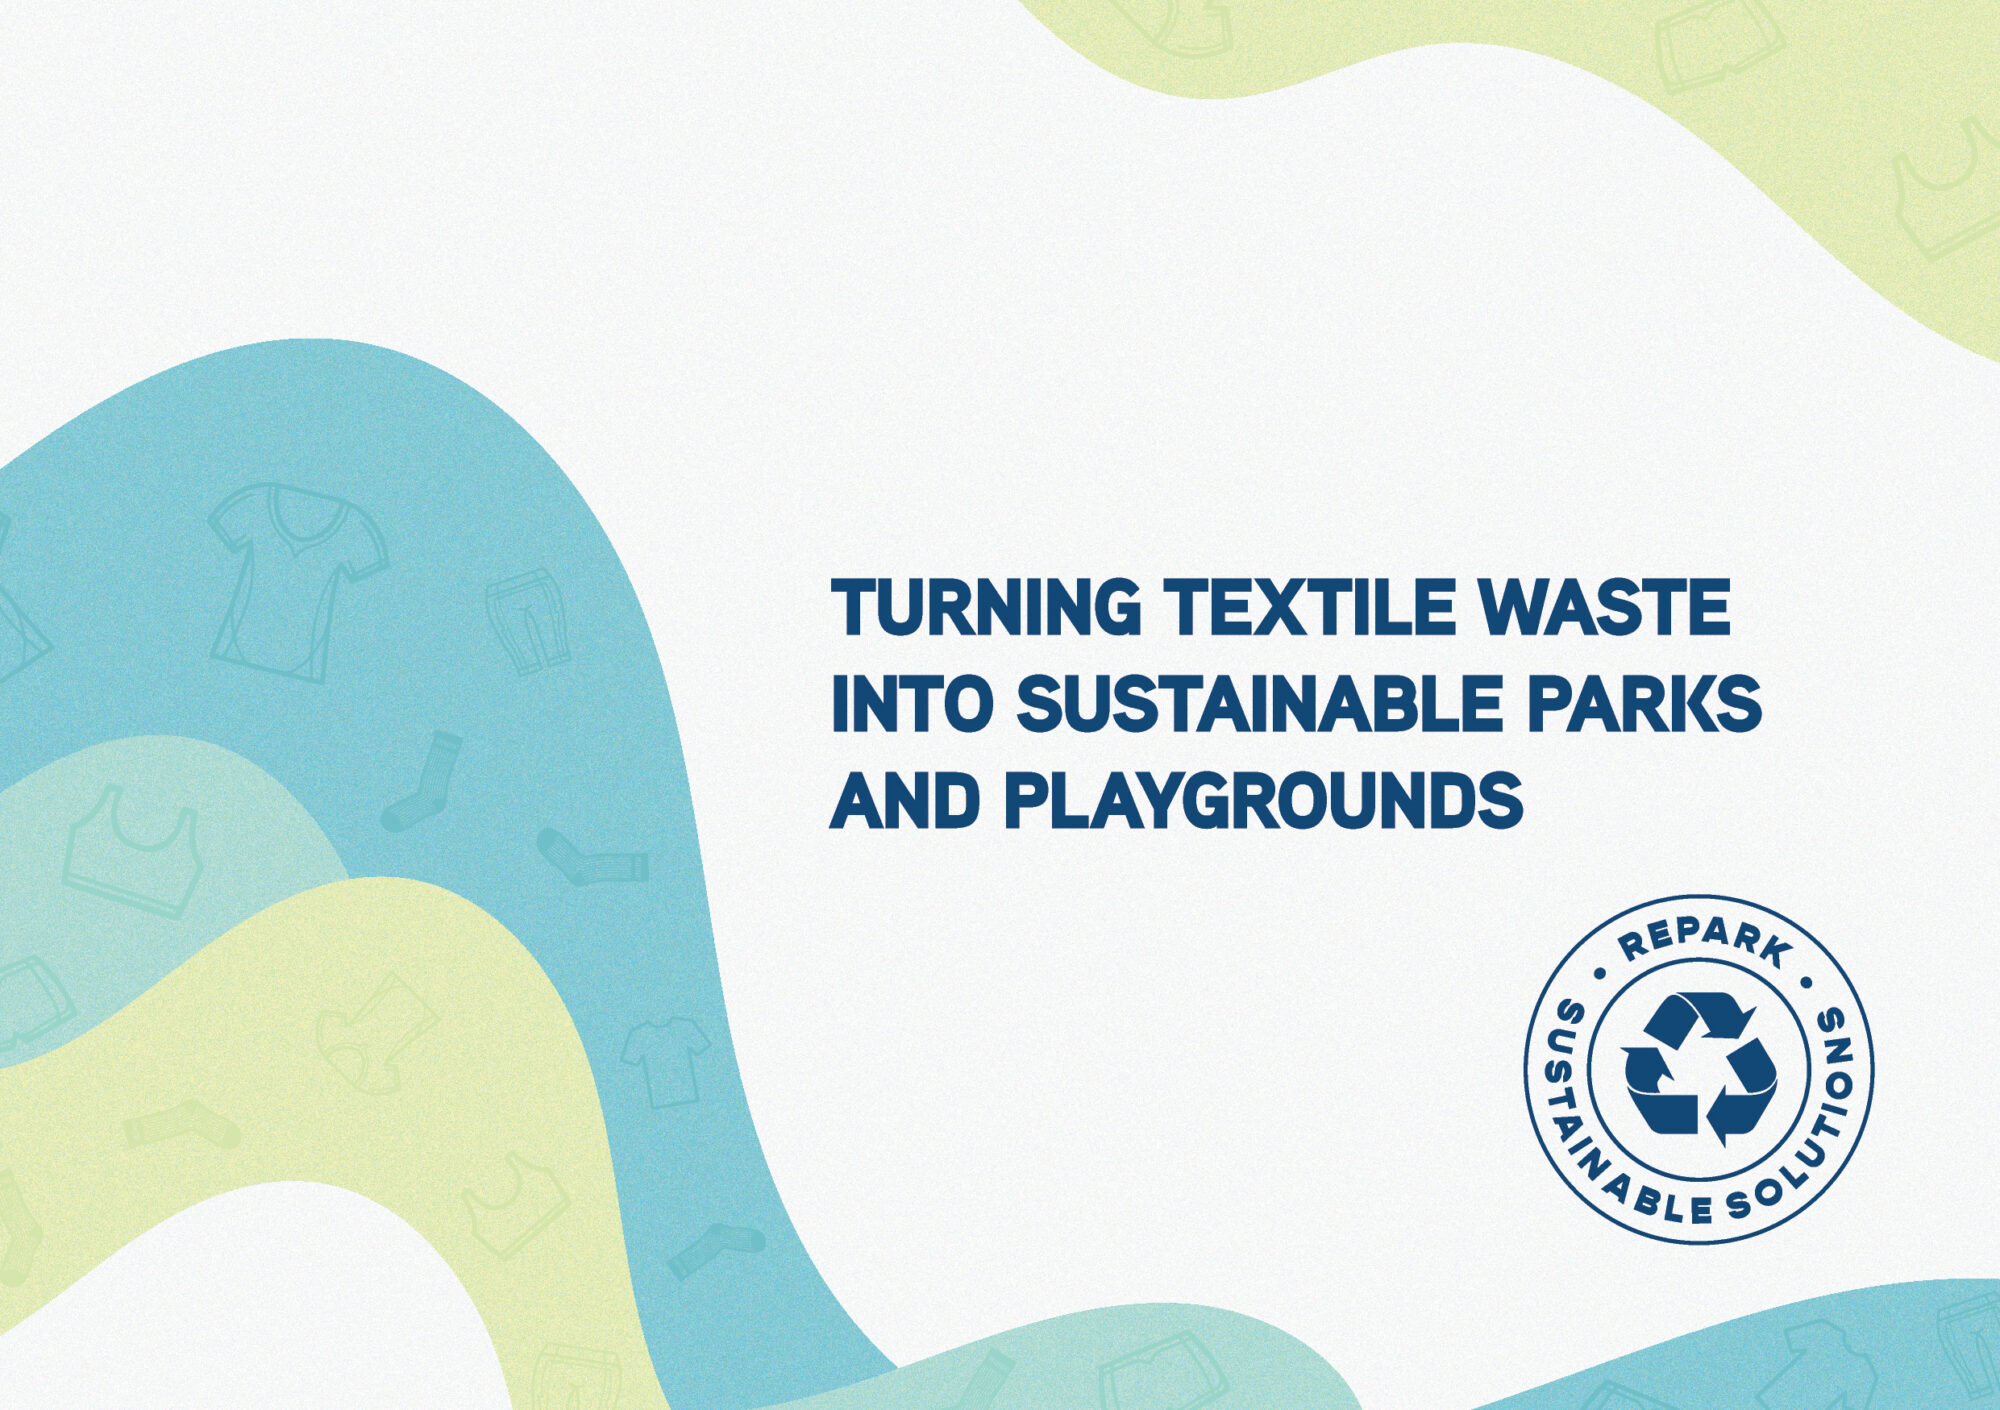 TURNING TEXTILE WASTE
INTO SUSTAINABLE PARKS
AND PLAYGROUNDS
• REPARK •
SUSTAINABLE SOLUTIONS